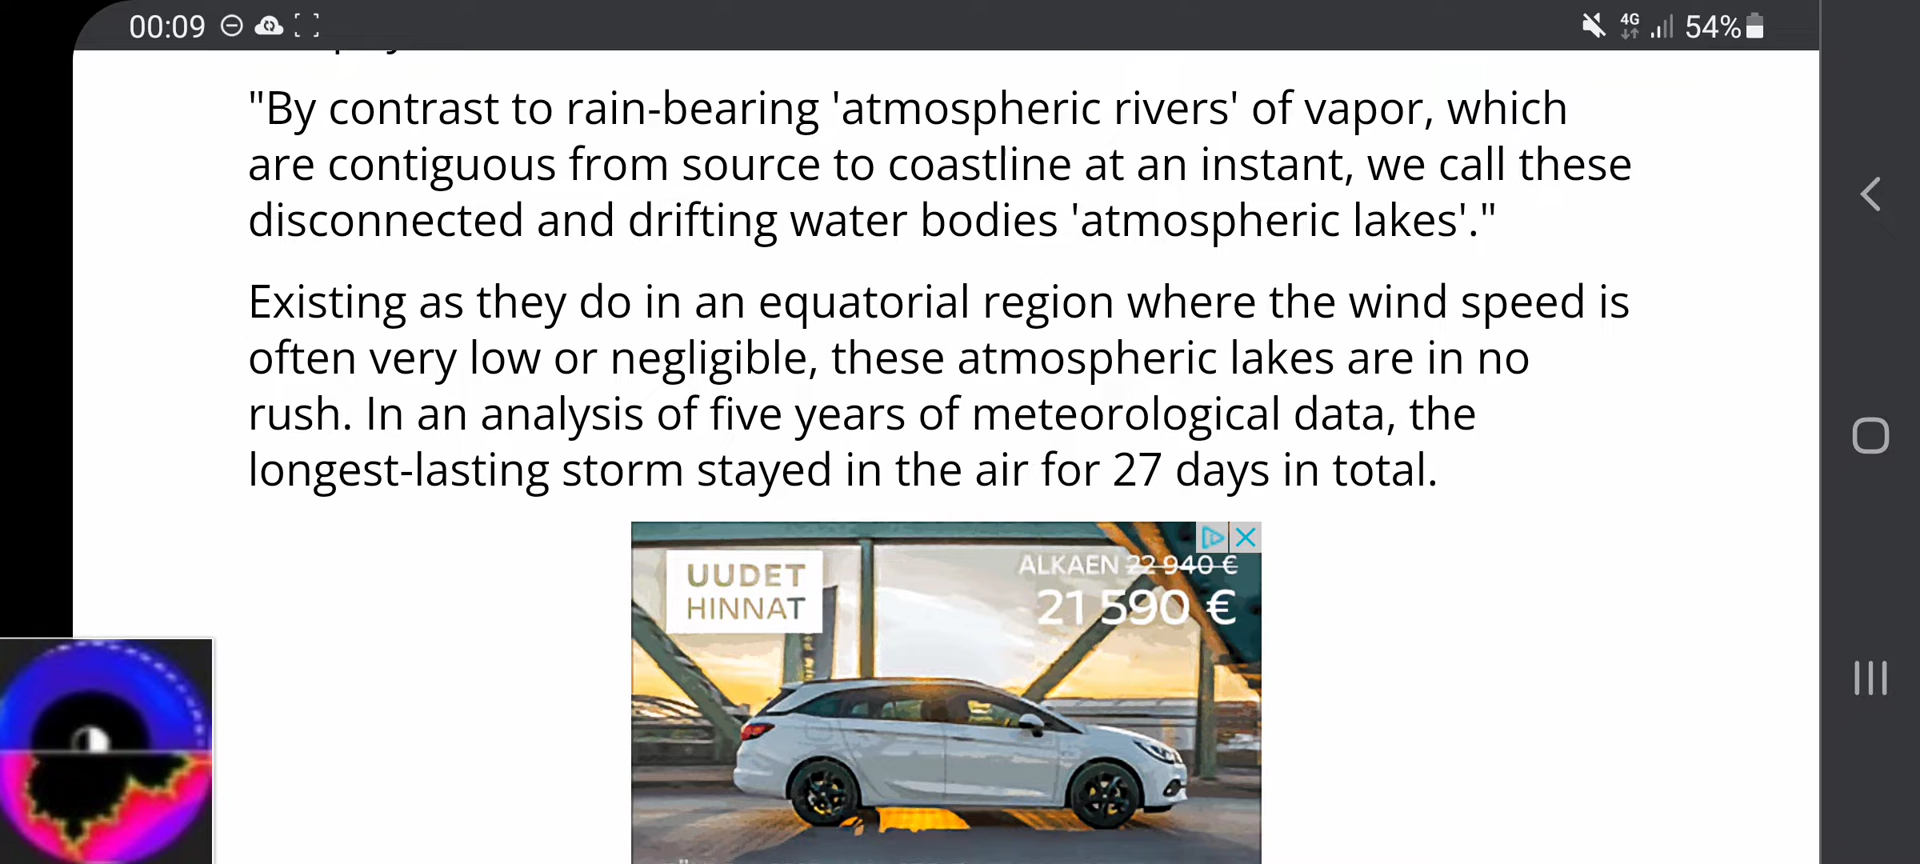 00:09
4G
54%
"By contrast to rain-bearing 'atmospheric rivers' of vapor, which
are contiguous from source to coastline at an instant, we call these
disconnected and drifting water bodies 'atmospheric lakes'."
Existing as they do in an equatorial region where the wind speed is
often very low or negligible, these atmospheric lakes are in no
rush. In an analysis of five years of meteorological data, the
longest-lasting storm stayed in the air for 27 days in total.
UUDET
HINNAT
ALKAEN 22 940 €
21 590 €